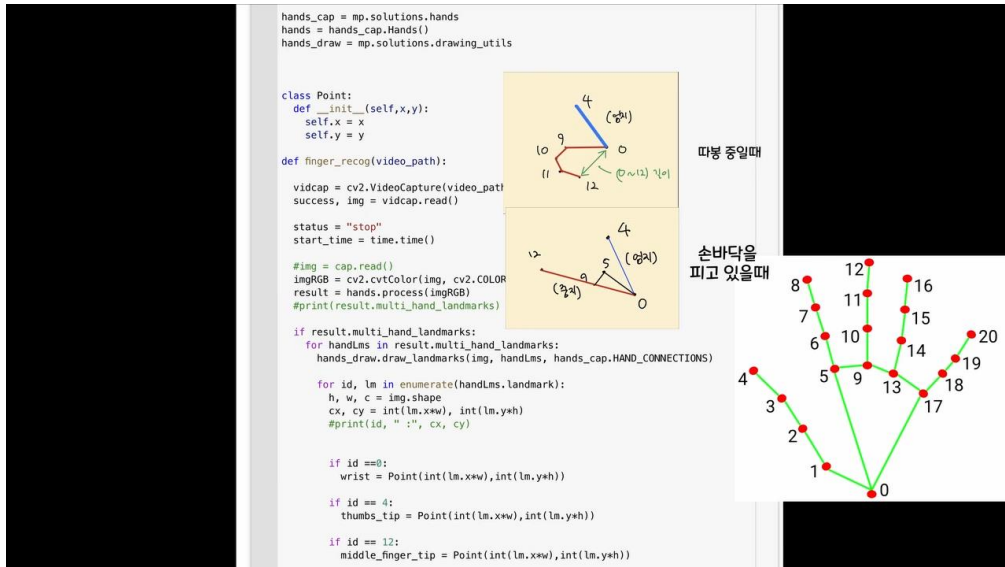 hands_cap = mp.solutions.hands
hands = hands_cap.Hands()
hands_draw = mp.solutions.drawing_utils
class Point:
def __init__(self,x,y):
self.x = x
self.y = y
def finger_recog(video_path):
vidcap = cv2.VideoCapture(video_path
success, img = vidcap.read()
status = "stop"
start_time = time.time()
#img = cap.read()
imgRGB = cv2.cvtColor(img, cv2.COLOR
result = hands.process(imgRGB)
#print(result.multi_hand_landmarks)
if result.multi_hand_landmarks:
for handLms in result.multi_hand_landmarks:
hands_draw.draw_landmarks(img, handLms, hands_cap.HAND_CONNECTIONS)
for id, lm in enumerate(handLms.landmark):
h, w, c = img.shape
cx, cy = int(lm.x*w), int(lm.y*h)
#print(id, " :", cx, cy)
if id ==0:
wrist = Point(int(lm.x*w),int(lm.y*h))
if id == 4:
thumbs_tip = Point(int(lm.x*w),int(lm.y*h))
if id == 12:
middle_finger_tip = Point(int(lm.x*w),int(lm.y*h))
4
(엄지)
9
10
0
11
12
(0~12) 길이
따봉 중일때
4
12
5
(엄지)
9
(중지)
0
손바닥을
피고 있을때
12
8
16
11
7
15
20
6
10
14
19
4
5
9
13
18
3
17
2
1
0